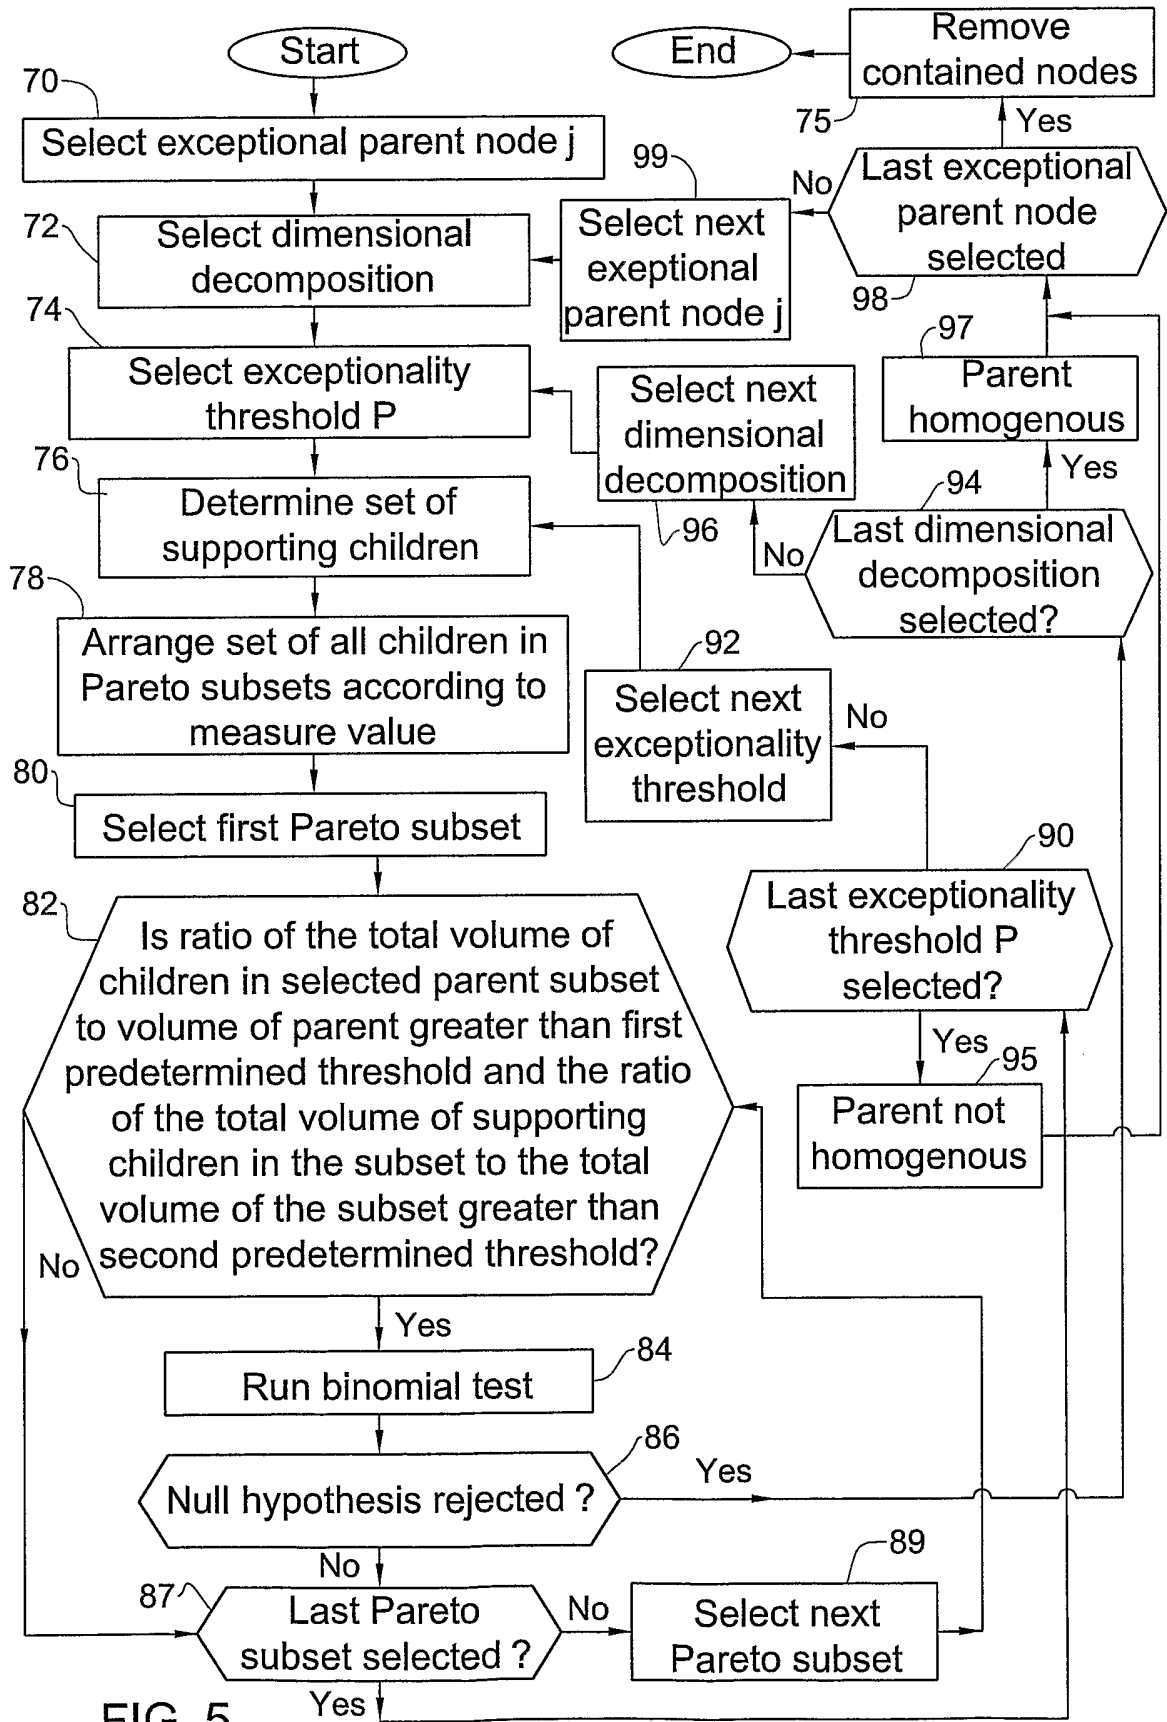 Start
End
Remove
contained nodes
70
75
Yes
Select exceptional parent node j
99
No
Last exceptional
parent node
selected
98
72
Select dimensional
decomposition
Select next
exeptional
parent node j
74
97
Select exceptionality
threshold P
Select next
dimensional
decomposition
96
Parent
homogenous
Yes
76
Determine set of
supporting children
94
No
Last dimensional
decomposition
selected?
78
Arrange set of all children in
Pareto subsets according to
measure value
92
Select next
exceptionality
threshold
No
80
Select first Pareto subset
90
Last exceptionality
threshold P
selected?
Yes
95
Parent not
homogenous
82
Is ratio of the total volume of
children in selected parent subset
to volume of parent greater than first
predetermined threshold and the ratio
of the total volume of supporting
children in the subset to the total
volume of the subset greater than
second predetermined threshold?
No
Yes
84
Run binomial test
86
Null hypothesis rejected ?
Yes
No
87
Last Pareto
subset selected ?
No
89
Select next
Pareto subset
Yes
FIG. 5